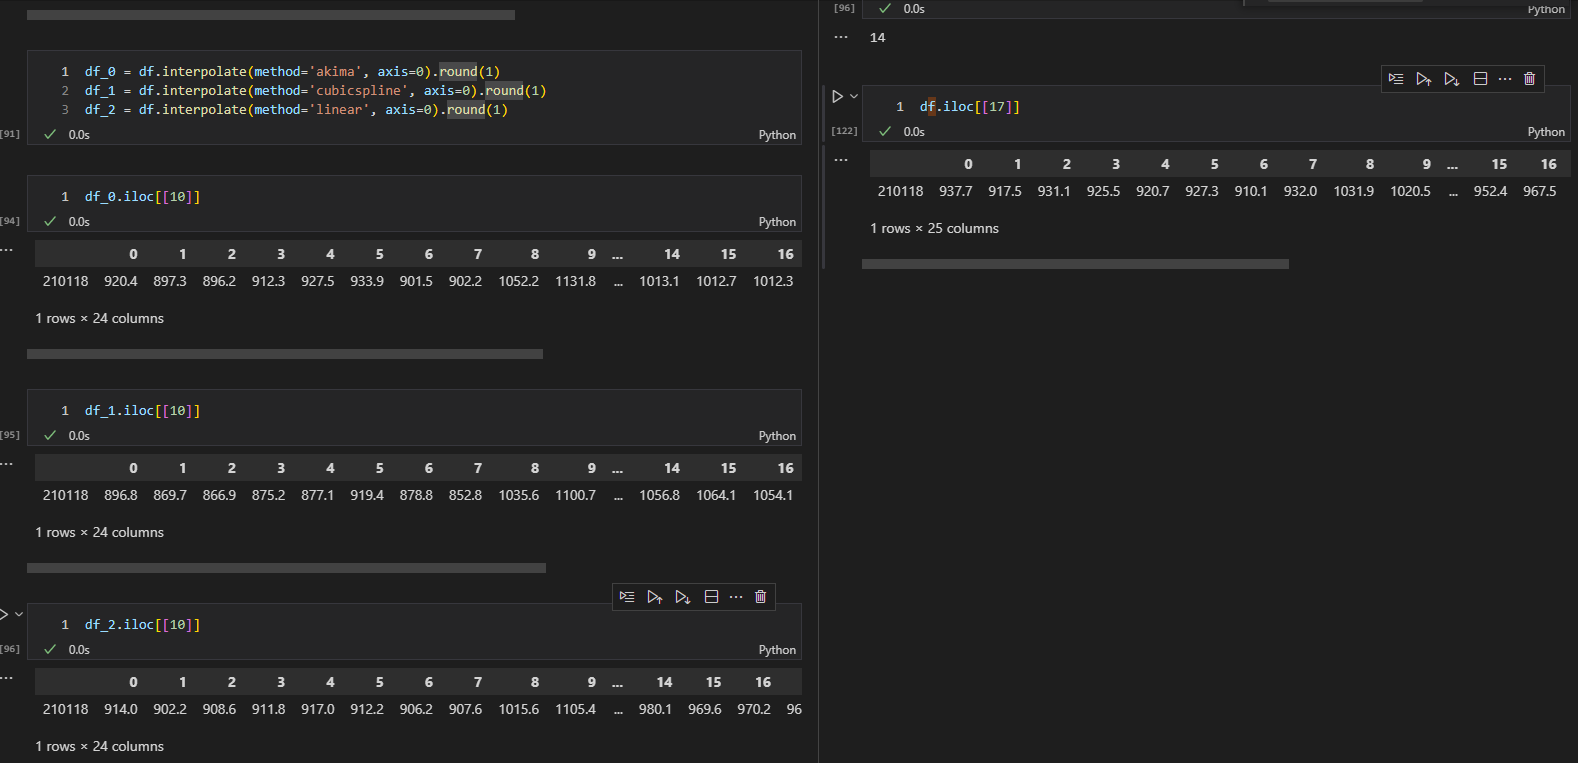 1 df_0 = df.interpolate(method='akima', axis=0).round(1)
2 df_1 = df.interpolate(method='cubicspline', axis=0).round(1)
3 df_2 = df.interpolate(method='linear', axis=0).round(1)
[91] 0.0s Python
1 df_0.iloc[[10]]
[94] 0.0s Python
... 0 1 2 3 4 5 6 7 8 9 ... 14 15 16
210118 920.4 897.3 896.2 912.3 927.5 933.9 901.5 902.2 1052.2 1131.8 ... 1013.1 1012.7 1012.3
1 rows × 24 columns
1 df_1.iloc[[10]]
[95] 0.0s Python
... 0 1 2 3 4 5 6 7 8 9 ... 14 15 16
210118 896.8 869.7 866.9 875.2 877.1 919.4 878.8 852.8 1035.6 1100.7 ... 1056.8 1064.1 1054.1
1 rows × 24 columns
1 df_2.iloc[[10]]
[96] 0.0s Python
... 0 1 2 3 4 5 6 7 8 9 ... 14 15 16
210118 914.0 902.2 908.6 911.8 917.0 912.2 906.2 907.6 1015.6 1105.4 ... 980.1 969.6 970.2 96
1 rows × 24 columns
[96] 0.0s Python
... 14
1 df.iloc[[17]]
[122] 0.0s Python
... 0 1 2 3 4 5 6 7 8 9 ... 15 16
210118 937.7 917.5 931.1 925.5 920.7 927.3 910.1 932.0 1031.9 1020.5 ... 952.4 967.5
1 rows × 25 columns